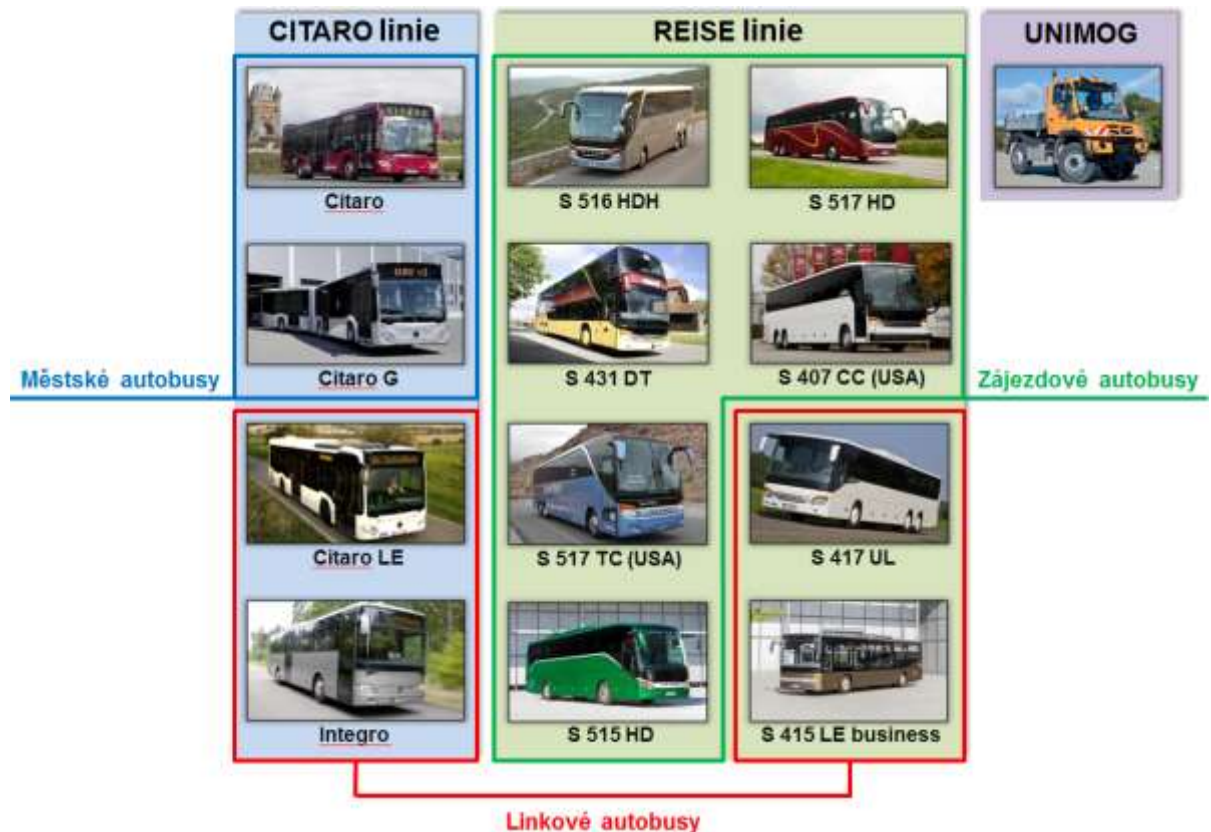 CITARO linie
REISE linie
UNIMOG
Citaro
S 516 HDH
S 517 HD
Citaro G
S 431 DT
S 407 CC (USA)
Městské autobusy
Zájezdové autobusy
Citaro LE
S 517 TC (USA)
S 417 UL
Integro
S 515 HD
S 415 LE business
Linkové autobusy